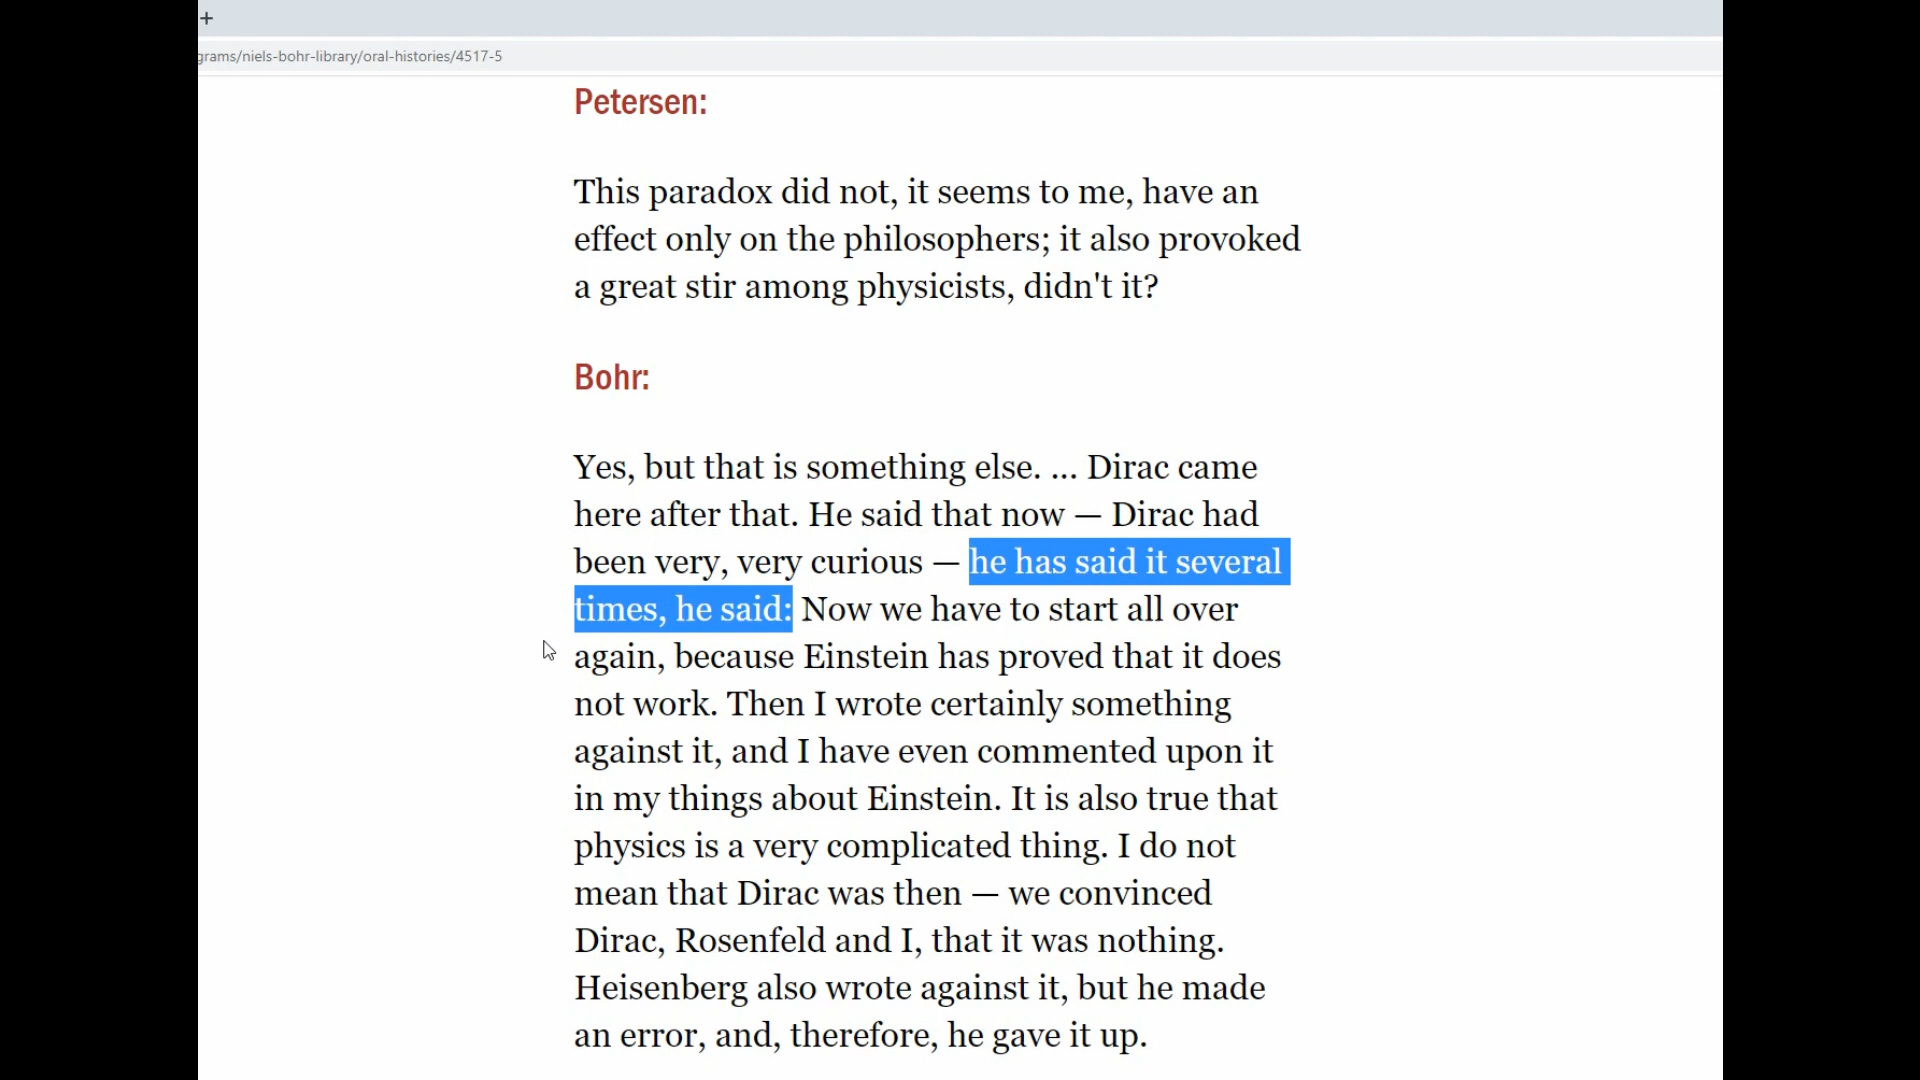 +
grams/niels-bohr-library/oral-histories/4517-5
Petersen:
This paradox did not, it seems to me, have an
effect only on the philosophers; it also provoked
a great stir among physicists, didn't it?
Bohr:
Yes, but that is something else. ... Dirac came
here after that. He said that now — Dirac had
been very, very curious — he has said it several
times, he said: Now we have to start all over
again, because Einstein has proved that it does
not work. Then I wrote certainly something
against it, and I have even commented upon it
in my things about Einstein. It is also true that
physics is a very complicated thing. I do not
mean that Dirac was then — we convinced
Dirac, Rosenfeld and I, that it was nothing.
Heisenberg also wrote against it, but he made
an error, and, therefore, he gave it up.